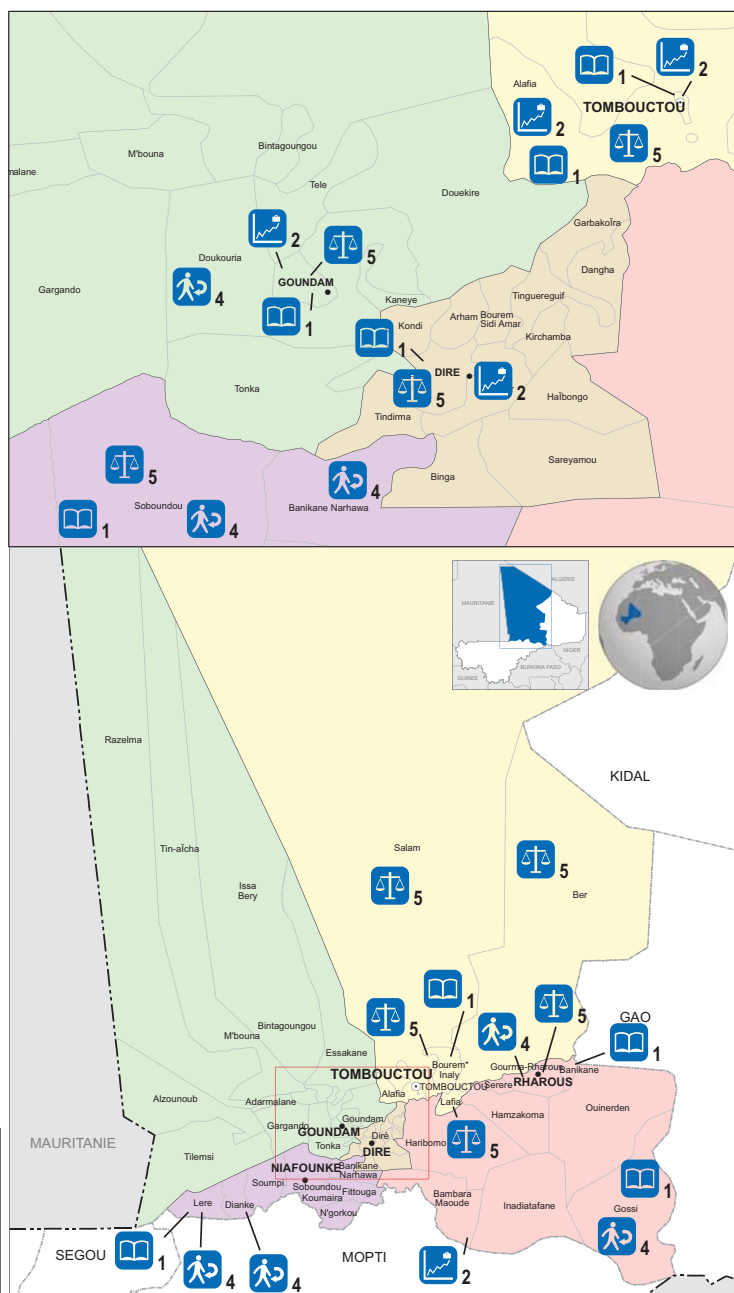 Alafia
1
2
TOMBOUCTOU
2
5
1
M'bouna
Bintagoungou
malane
Tele
Douekire
Garbakoïra
2
5
Doukouria
Dangha
GOUNDAM
4
Gargando
Tinguereguif
Kaneye
1
Arham
Bourem
Sidi Amar
Kondi
1
Kirchamba
DIRE
Tonka
5
2
Haïbongo
Tindirma
Sareyamou
5
Binga
4
Soboundou
Banikane Narhawa
1
4
ALGERIE
MAURITANIE
NIGER
BURKINA FASO
GUINEE
Razelma
KIDAL
Tin-aïcha
Salam
5
Issa
Bery
5
Ber
1
5
5
GAO
4
M'bouna
Bintagoungou
Essakane
Bourem*
Inaly
Gourma-Rharous
Banikane
1
TOMBOUCTOU
TOMBOUCTOU
Serere
RHAROUS
Alzounoub
Adarmalane
Alafia
Lafia
Ouinerden
Gargando
Goundam
GOUNDAM
Hamzakoma
MAURITANIE
Tonka
Diré
DIRE
Haribomo
5
Tilemsi
NIAFOUNKE
Banikane
Narhawa
Soumpi
Soboundou
Koumaira
Fittouga
Bambara
Maoude
Inadiatafane
1
Lere
Dianke
N'gorkou
Gossi
SEGOU
1
4
4
MOPTI
2
4